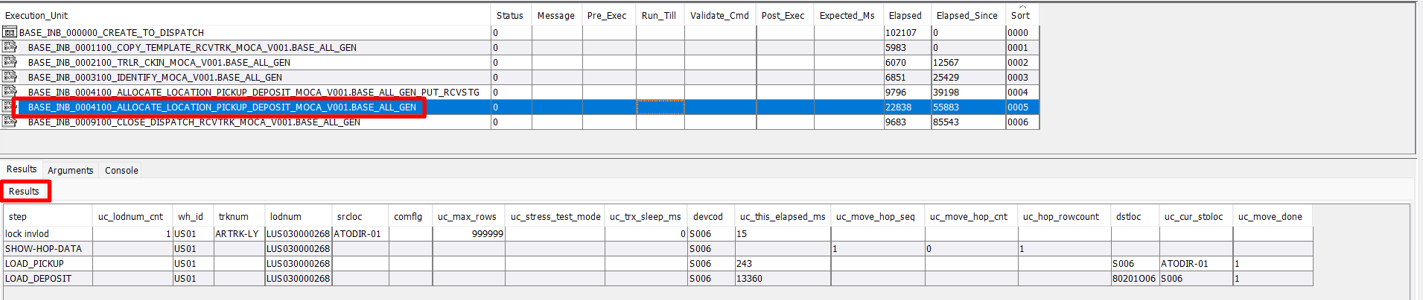 Execution_Unit Status Message Pre_Exec Run_Till Validate_Cmd Post_Exec Expected_Ms Elapsed Elapsed_Since Sort
BASE_INB_000000_CREATE_TO_DISPATCH 0 102107 0 0000
BASE_INB_0001100_COPY_TEMPLATE_RCVTRK_MOCA_V001.BASE_ALL_GEN 0 5983 0 0001
BASE_INB_0002100_TRLR_CKIN_MOCA_V001.BASE_ALL_GEN 0 6070 12567 0002
BASE_INB_0003100_IDENTIFY_MOCA_V001.BASE_ALL_GEN 0 6851 25429 0003
BASE_INB_0004100_ALLOCATE_LOCATION_PICKUP_DEPOSIT_MOCA_V001.BASE_ALL_GEN_PUT_RCVSTG 0 9796 39198 0004
BASE_INB_0004100_ALLOCATE_LOCATION_PICKUP_DEPOSIT_MOCA_V001.BASE_ALL_GEN 0 22838 55883 0005
BASE_INB_0009100_CLOSE_DISPATCH_RCVTRK_MOCA_V001.BASE_ALL_GEN 0 9683 85543 0006
Results Arguments Console
Results
step uc_lodnum_cnt wh_id trknum lodnum srcloc comflg uc_max_rows uc_stress_test_mode uc_trx_sleep_ms devcod uc_this_elapsed_ms uc_move_hop_seq uc_move_hop_cnt uc_hop_rowcount dstloc uc_cur_stoloc uc_move_done
lock invlod 1 US01 ARTRK-LY LUS030000268 ATODIR-01 999999 0 S006 15
SHOW-HOP-DATA US01 LUS030000268 S006 1 0 1
LOAD_PICKUP US01 LUS030000268 S006 243 S006 ATODIR-01 1
LOAD_DEPOSIT US01 LUS030000268 S006 13360 80201O06 S006 1